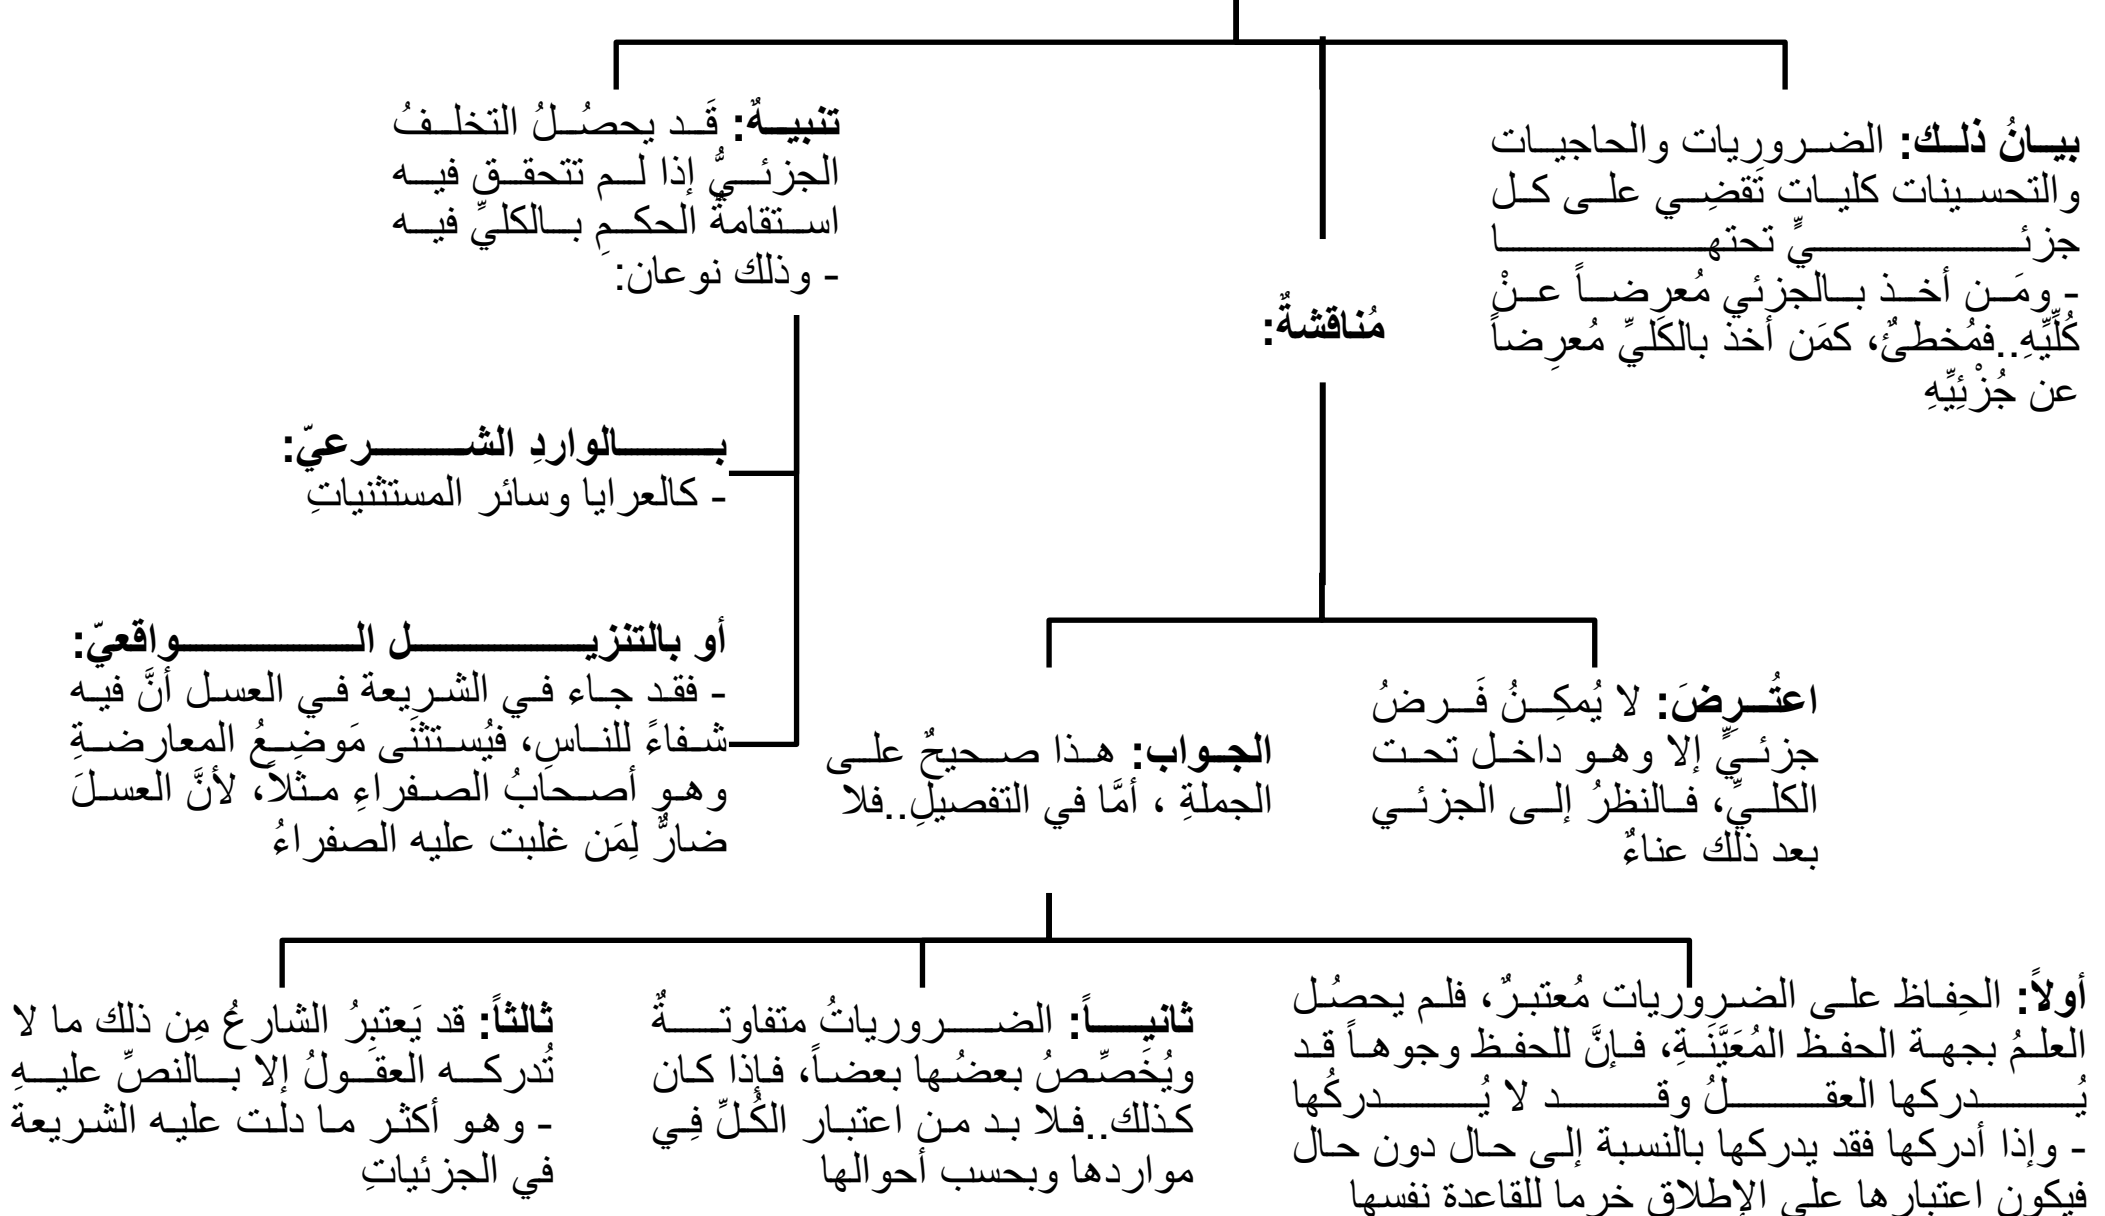 بيانُ ذلك: الضروريات والحاجيات
والتحسينات كليات تَقضِي على كل
جزئيٍّ تحتها
- ومَن أخذ بالجزئي مُعرِضاً عنْ
كُلِّيِّهِ..فمُخطئٌ، كمَن أخذ بالكليِّ مُعرِضاً
عن جُزْئِيِّهِ
مُناقشةٌ:
اعتُرِضَ: لا يُمكِنُ فَرضُ
جزئيٍّ إلا وهو داخل تحت
الكليِّ، فالنظرُ إلى الجزئي
بعد ذلك عناءٌ
الجواب: هذا صحيحٌ على
الجملةِ ، أمَّا في التفصيلِ..فلا
أولاً: الحِفاظ على الضروريات مُعتبرٌ، فلم يحصُل
العلمُ بجهة الحفظ المُعَيَّنَةِ، فإنَّ للحفظ وجوهاً قد
يُدركها العقلُ وقد لا يُدركُها
- وإذا أدركها فقد يدركها بالنسبة إلى حال دون حال
فيكون اعتبارها على الإطلاق خرما للقاعدة نفسها
ثانياً: الضرورياتُ متفاوتةٌ
ويُخَصِّصُ بعضُها بعضاً، فإذا كان
كذلك..فلا بد من اعتبار الكُلِّ فِي
مواردها وبحسب أحوالها
ثالثاً: قد يَعتبِرُ الشارعُ مِن ذلك ما لا
تُدركه العقولُ إلا بالنصِّ عليهِ
- وهو أكثر ما دلت عليه الشريعة
في الجزئياتِ
تنبيهٌ: قَد يحصُلُ التخلفُ
الجزئيُّ إذا لم تتحقق فيه
استقامةُ الحكمِ بالكليِّ فيه
- وذلك نوعان:
بالواردِ الشرعيّ:
- كالعرايا وسائر المستثنياتِ
أو بالتنزيل الواقعيّ:
- فقد جاء في الشريعة في العسل أنَّ فيه
شفاءً للناسِ، فيُستثنَى مَوضِعُ المعارضةِ
وهو أصحابُ الصفراءِ مثلاً، لأنَّ العسلَ
ضارٌّ لِمَن غلبت عليه الصفراءُ